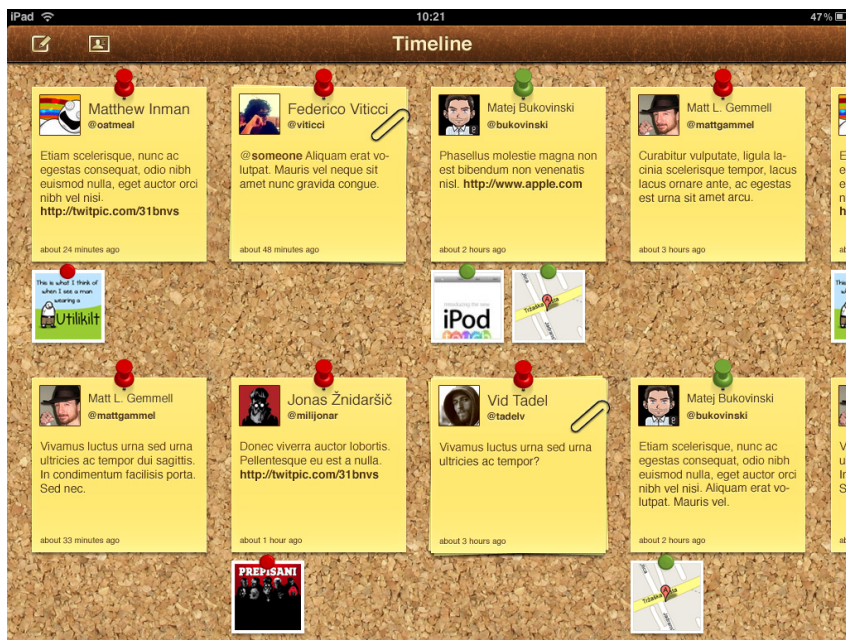 iPad
10:21
47%
Timeline
Matthew Inman
@oatmeal
Etiam scelerisque, nunc ac
egestas consequat, odio nibh
euismod nulla, eget auctor orci
nibh vel nisi.
http://twitpic.com/31bnvs
about 24 minutes ago
This is what I think of
when I see a man
wearing a
Utilikilt
Federico Viticci
@viticci
@someone Aliquam erat vo-
lutpat. Mauris vel neque sit
amet nunc gravida congue.
about 48 minutes ago
Matej Bukovinski
@bukovinski
Phasellus molestie magna non
est bibendum non venenatis
nisl. http://www.apple.com
about 2 hours ago
introducing the new
iPod
touch
Tržaška
A
Matt L. Gemmell
@mattgammel
Curabitur vulputate, ligula la-
cinia scelerisque tempor, lacus
lacus ornare ante, ac egestas
est urna sit amet arcu.
about 3 hours ago
Matt L. Gemmell
@mattgammel
Vivamus luctus urna sed urna
ultricies ac tempor dui sagittis.
In condimentum facilisis porta.
Sed nec.
about 33 minutes ago
Jonas Žnidaršič
@milijonar
Donec viverra auctor lobortis.
Pellentesque eu est a nulla.
http://twitpic.com/31bnvs
about 1 hour ago
PREPISANI
Vid Tadel
@tadelv
Vivamus luctus urna sed urna
ultricies ac tempor?
about 3 hours ago
Matej Bukovinski
@bukovinski
Etiam scelerisque, nunc ac
egestas consequat, odio nibh
euismod nulla, eget auctor orci
nibh vel nisi. Aliquam erat vo-
lutpat. Mauris vel.
about 2 hours ago
Tržaška
A